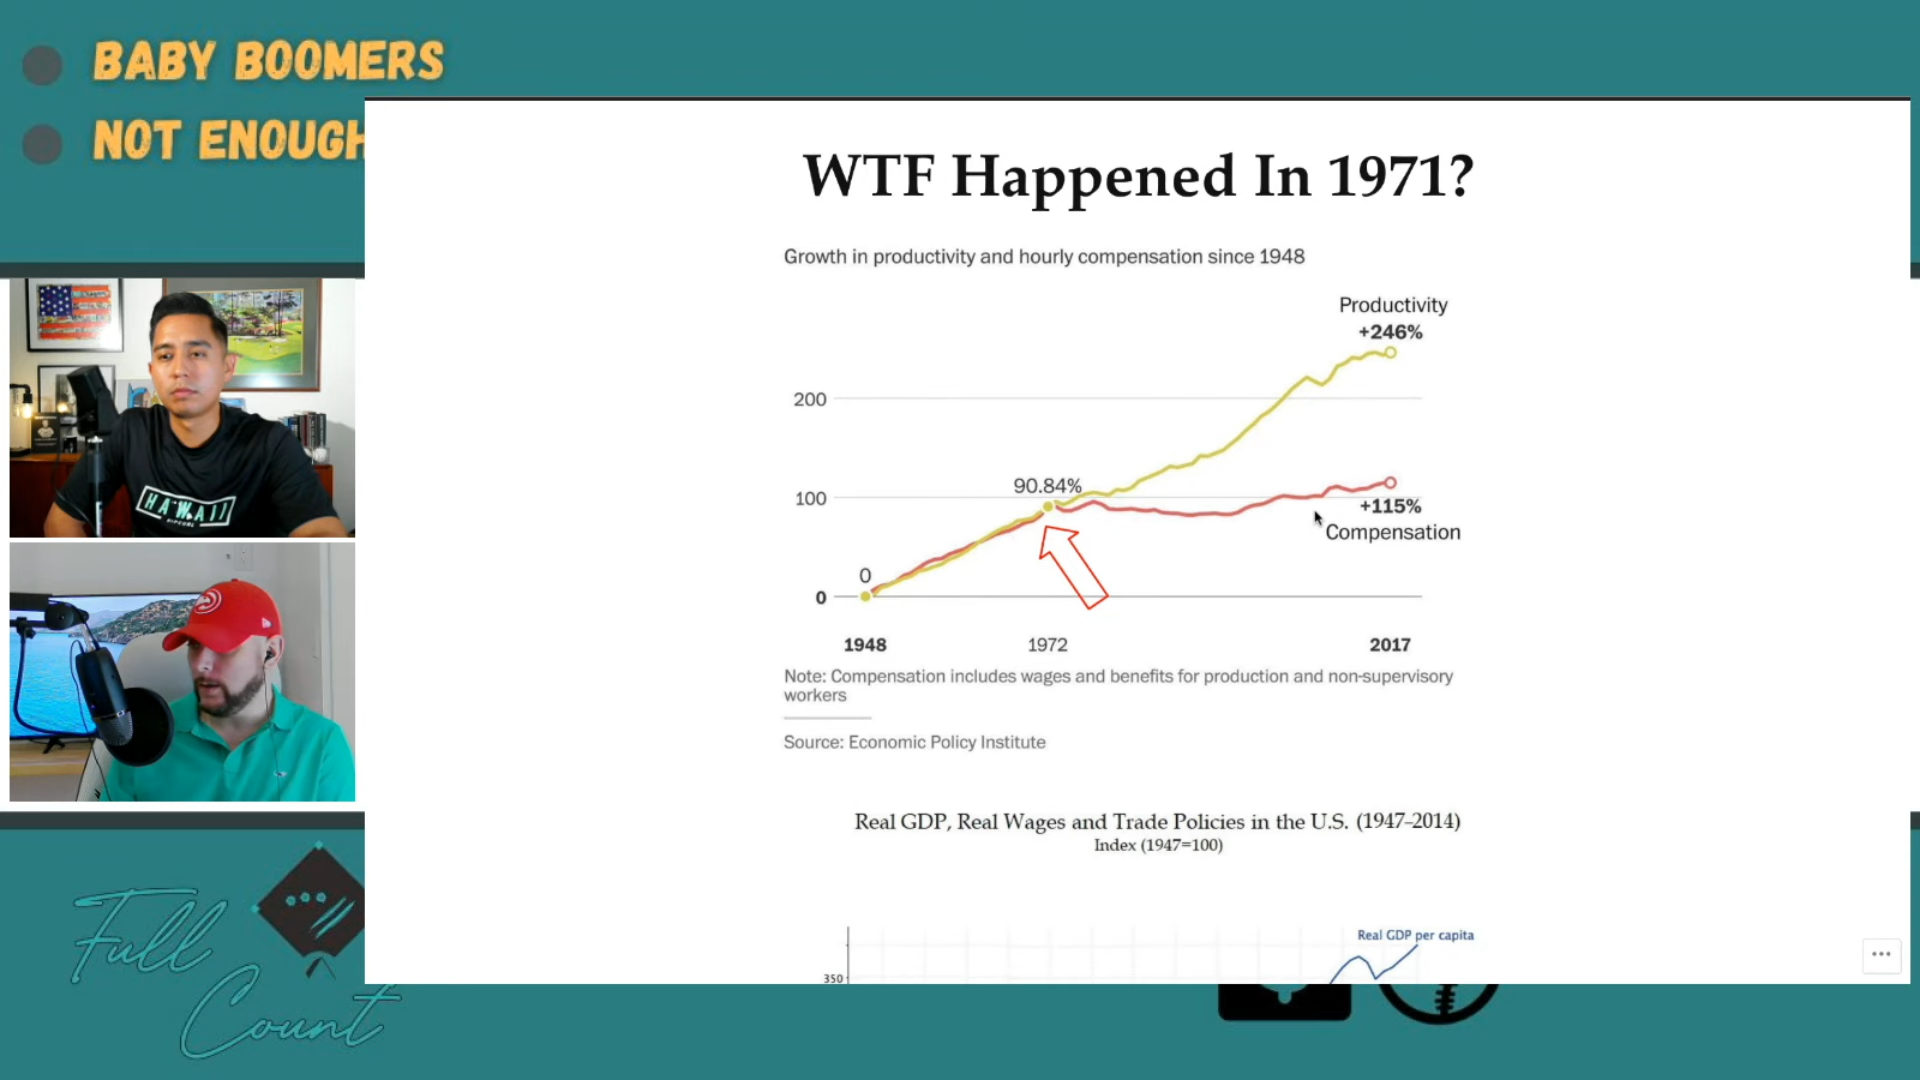 BABY BOOMERS
NOT ENOUGH
WTF Happened In 1971?
Growth in productivity and hourly compensation since 1948
Productivity
+246%
200
90.84%
100
+115%
Compensation
0
0
1948 1972 2017
Note: Compensation includes wages and benefits for production and non-supervisory
workers
Source: Economic Policy Institute
Real GDP, Real Wages and Trade Policies in the U.S. (1947–2014)
Index (1947=100)
Real GDP per capita
350
HAWAII
RIP CURL
Full
Count